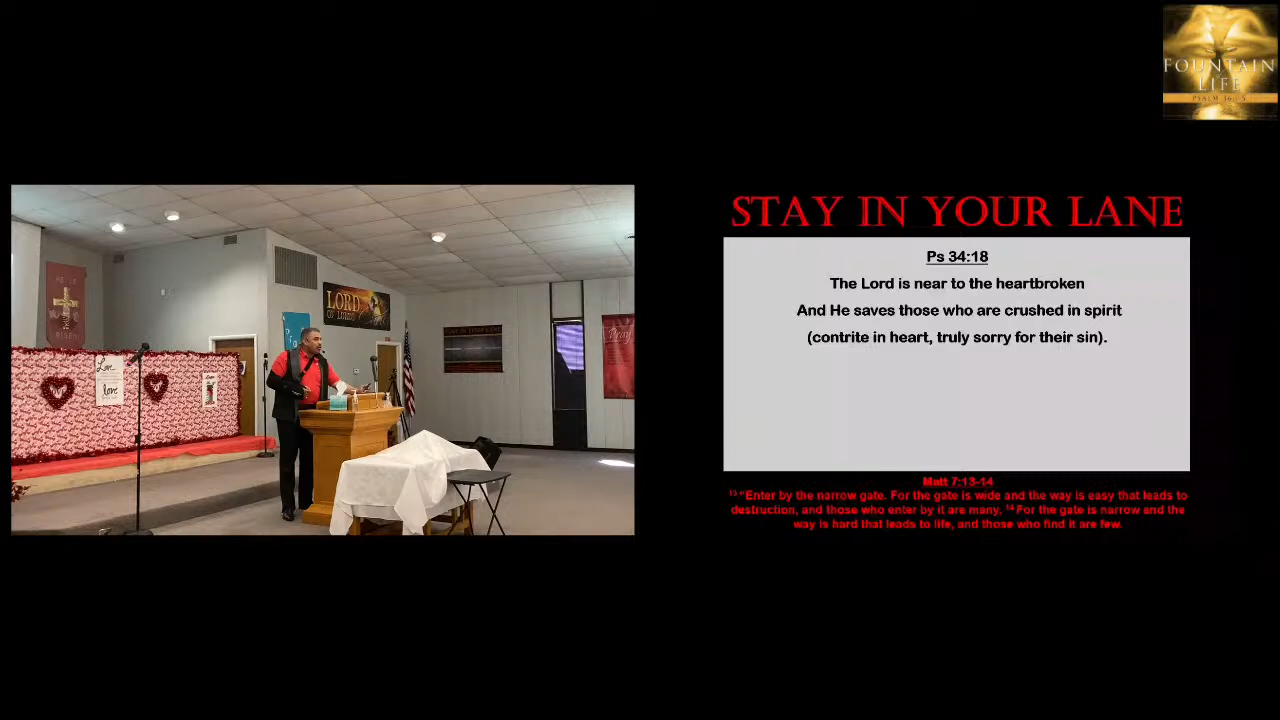 FOUNTAIN
LIFE
LORD
Pray
Love
love
STAY IN YOUR LANE
Ps 34:18
The Lord is near to the heartbroken
And He saves those who are crushed in spirit
(contrite in heart, truly sorry for their sin).
Matt 7:13-14
13 "Enter by the narrow gate. For the gate is wide and the way is easy that leads to
destruction, and those who enter by it are many. 14 For the gate is narrow and the
way is hard that leads to life, and those who find it are few.